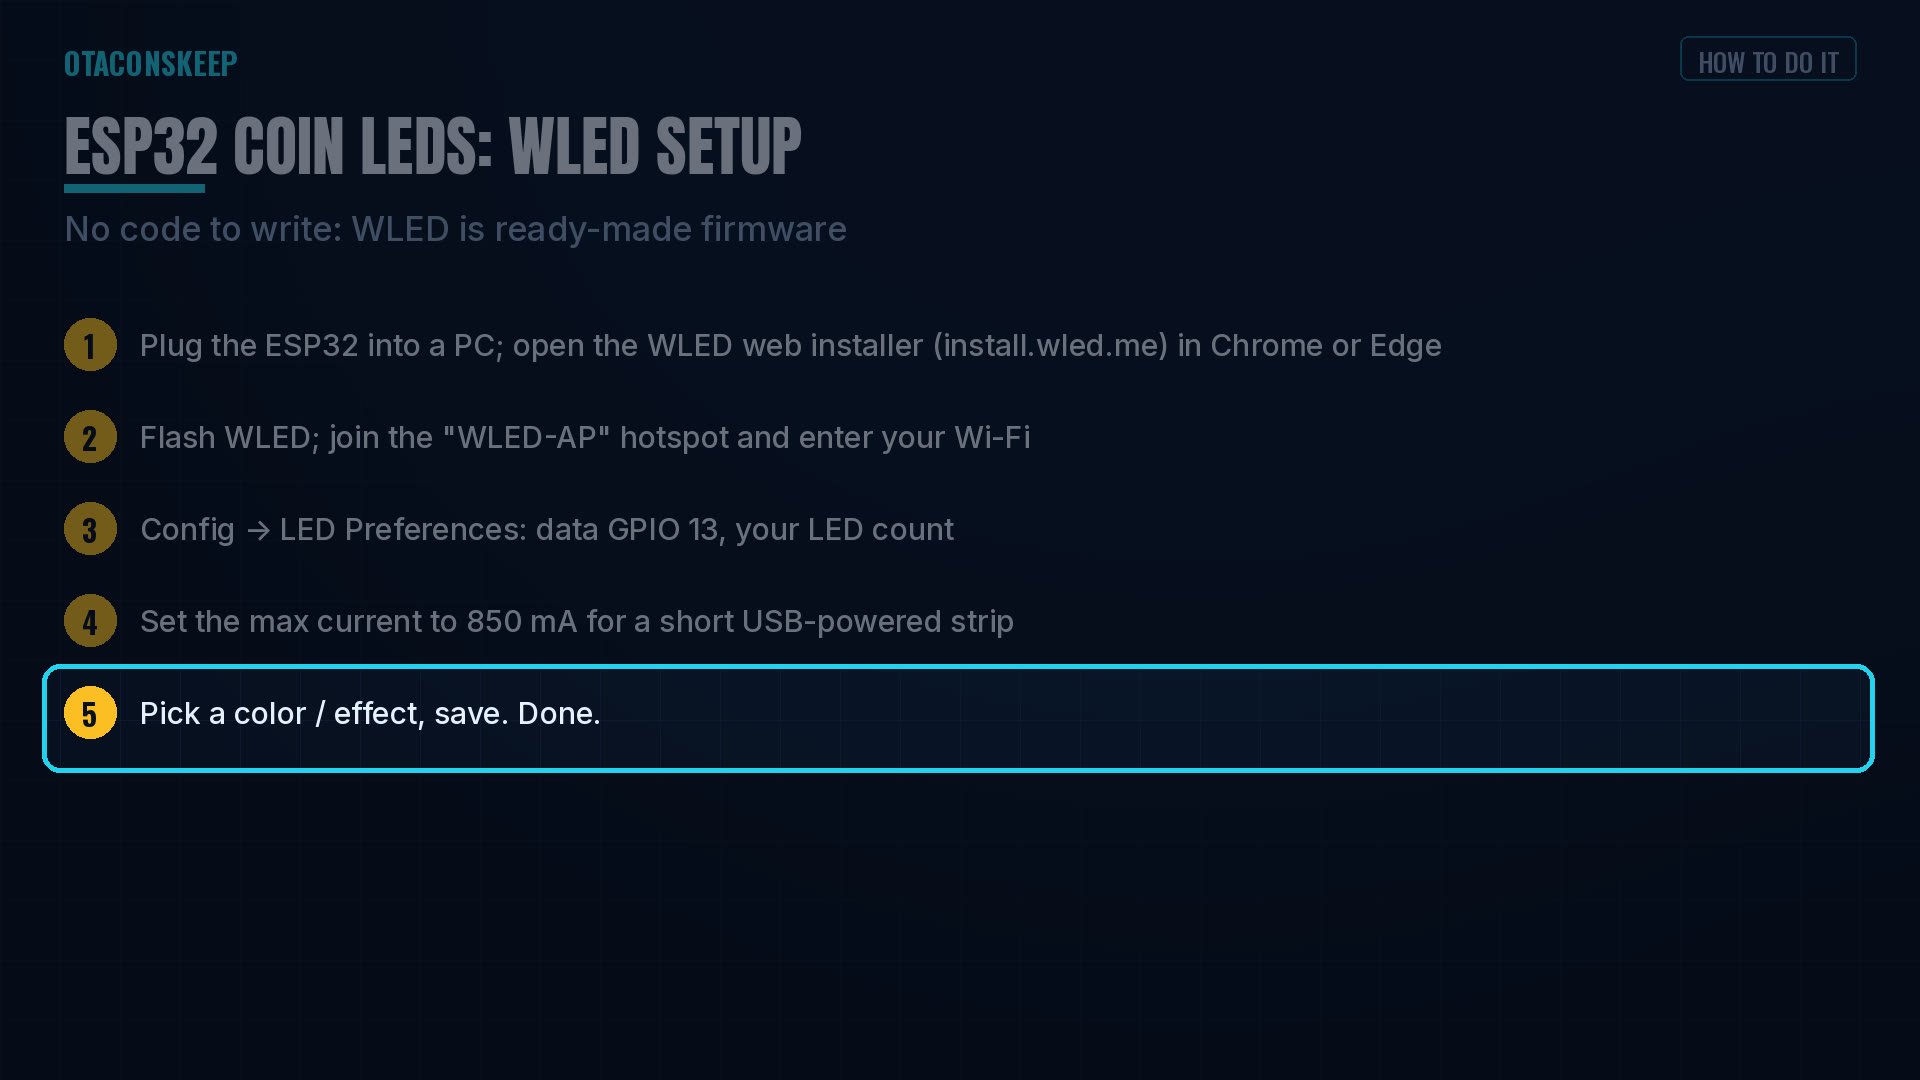 OTACONSKEEP
HOW TO DO IT
ESP32 COIN LEDS: WLED SETUP
No code to write: WLED is ready-made firmware
1 Plug the ESP32 into a PC; open the WLED web installer (install.wled.me) in Chrome or Edge
2 Flash WLED; join the "WLED-AP" hotspot and enter your Wi-Fi
3 Config → LED Preferences: data GPIO 13, your LED count
4 Set the max current to 850 mA for a short USB-powered strip
5 Pick a color / effect, save. Done.